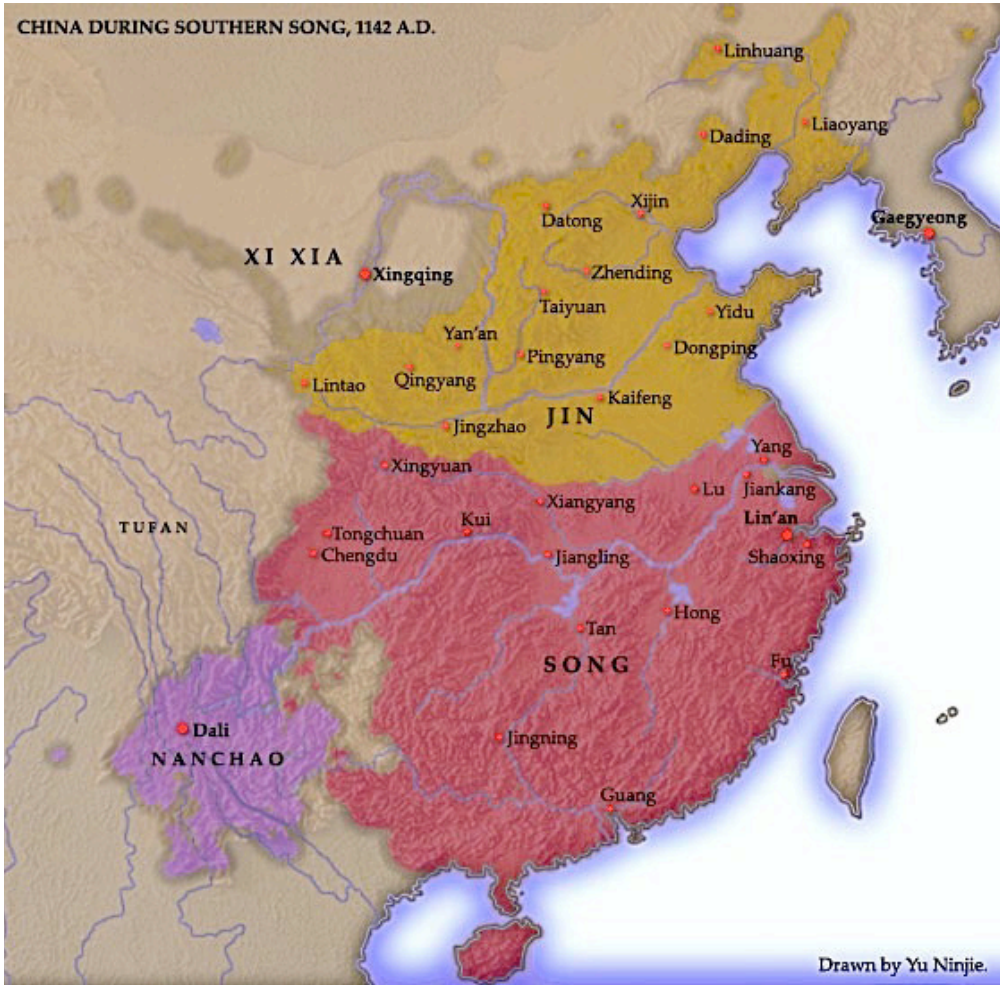 CHINA DURING SOUTHERN SONG, 1142 A.D.
Linhuang
Dading
Liaoyang
Datong
Xijin
Gaegyeong
XI XIA
Xingqing
Zhending
Taiyuan
Yidu
Yan'an
Pingyang
Dongping
Lintao
Qingyang
Kaifeng
JIN
Jingzhao
Yang
Xingyuan
Xiangyang
Lu
Jiankang
TUFAN
Tongchuan
Kui
Lin'an
Chengdu
Jiangling
Shaoxing
Hong
Tan
SONG
Fu
Dali
NANCHAO
Jingning
Guang
Drawn by Yu Ninjie.